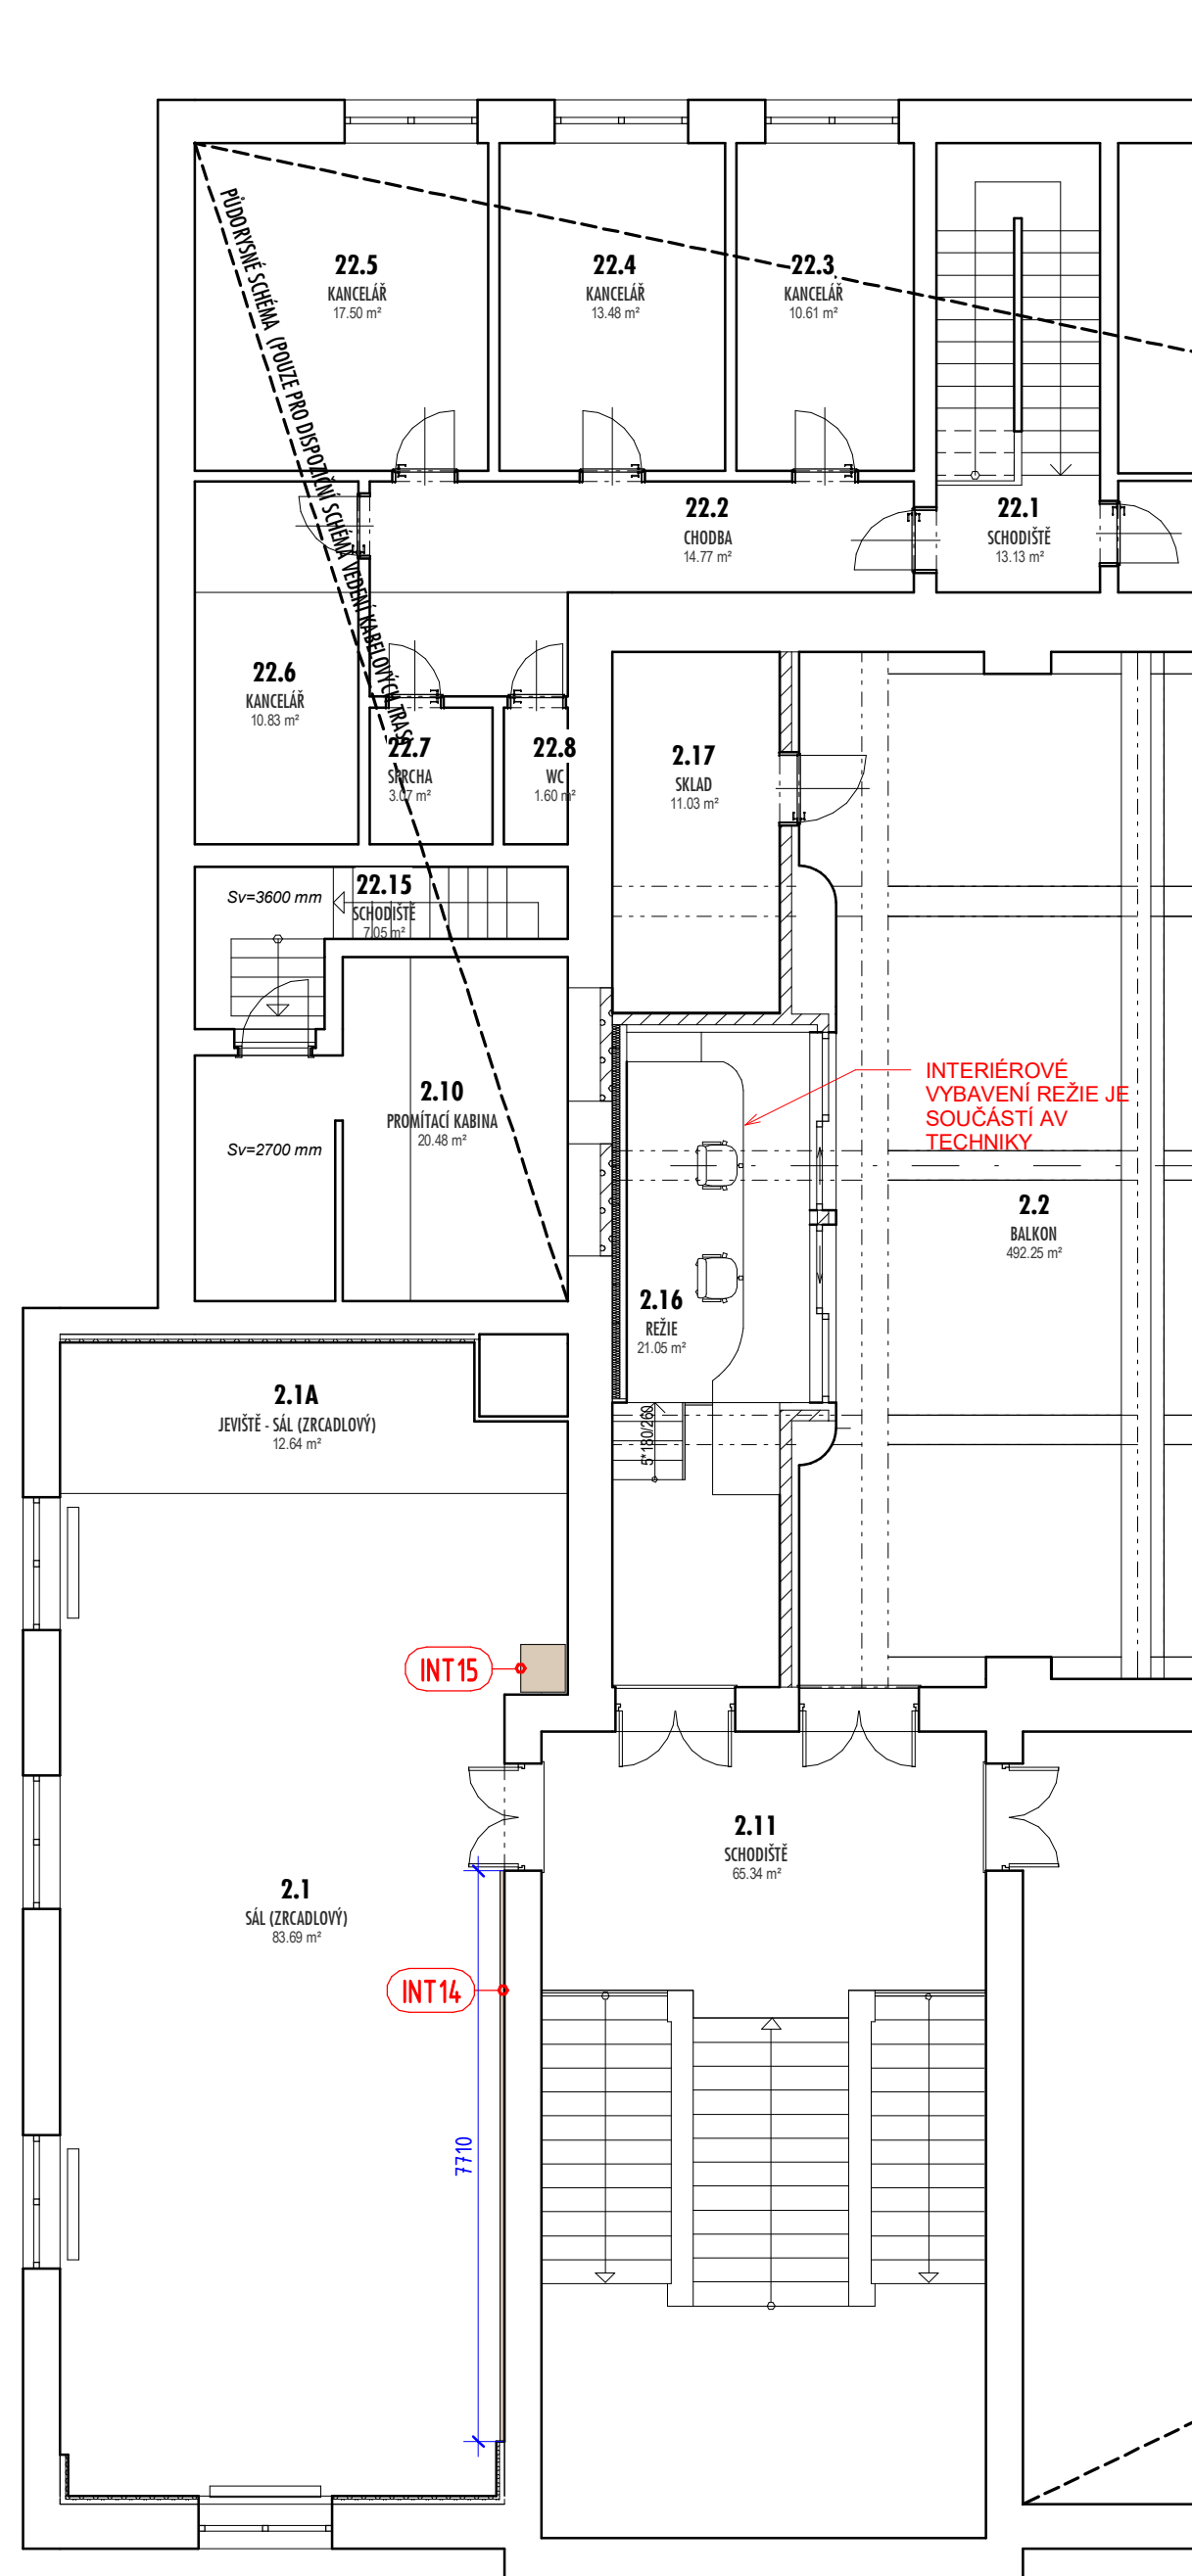 22.5
KANCELÁŘ
17.50 m²
22.4
KANCELÁŘ
13.48 m²
22.3
KANCELÁŘ
10.61 m²
PŮDORYSNÉ SCHÉMA (POUZE PRO DISPOZIČNÍ SCHÉMA VEDENÍ KABELOVÝCH TRAS)
22.2
CHODBA
14.77 m²
22.1
SCHODIŠTĚ
13.13 m²
22.6
KANCELÁŘ
10.83 m²
22.7
SPRCHA
3.07 m²
22.8
WC
1.60 m²
2.17
SKLAD
11.03 m²
Sv=3600 mm
22.15
SCHODIŠTĚ
7.05 m²
2.10
PROMÍTACÍ KABINA
20.48 m²
Sv=2700 mm
INTERIÉROVÉ
VYBAVENÍ REŽIE JE
SOUČÁSTÍ AV
TECHNIKY
2.2
BALKON
492.25 m²
2.16
REŽIE
21.05 m²
5*180/260
2.1A
JEVIŠTĚ - SÁL (ZRCADLOVÝ)
12.64 m²
INT15
2.11
SCHODIŠTĚ
65.34 m²
2.1
SÁL (ZRCADLOVÝ)
83.69 m²
INT14
7710